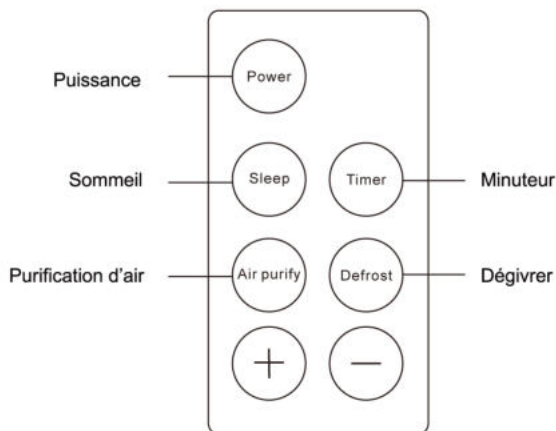 Puissance
Power
Sommeil
Sleep
Timer
Minuteur
Purification d'air
Air purify
Defrost
Dégivrer
+
−